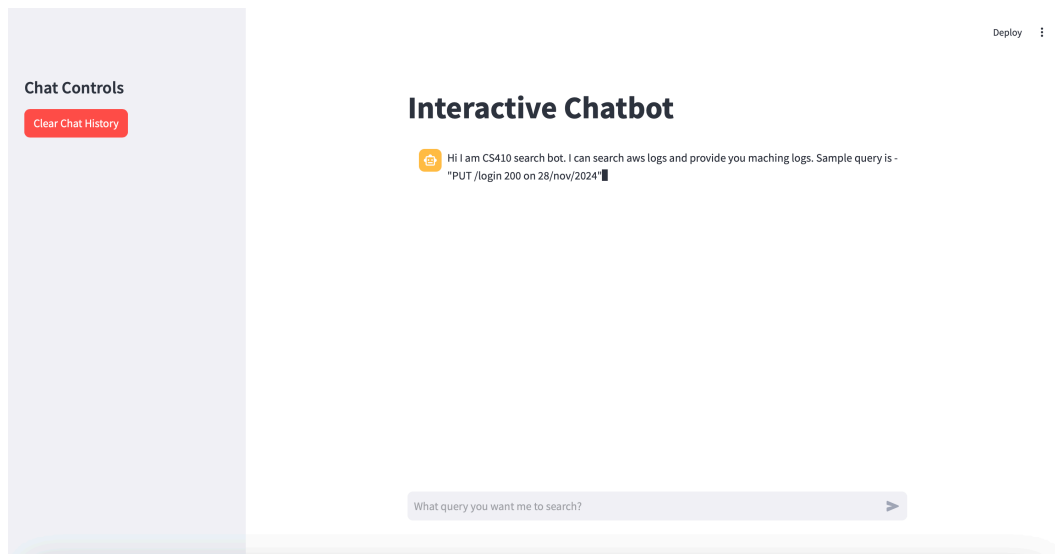 Deploy
Chat Controls
Clear Chat History
Interactive Chatbot
Hi I am CS410 search bot. I can search aws logs and provide you maching logs. Sample query is -
"PUT /login 200 on 28/nov/2024"
What query you want me to search?